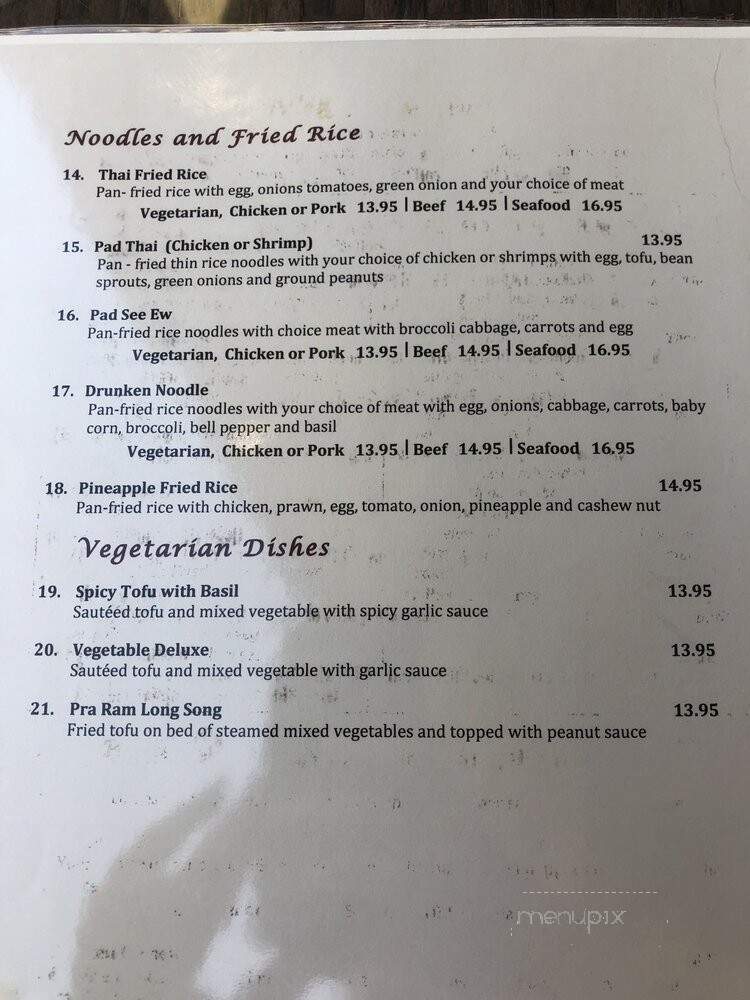 Noodles and Fried Rice
14. Thai Fried Rice
Pan- fried rice with egg, onions tomatoes, green onion and your choice of meat
Vegetarian, Chicken or Pork 13.95 | Beef 14.95 | Seafood 16.95
15. Pad Thai (Chicken or Shrimp) 13.95
Pan - fried thin rice noodles with your choice of chicken or shrimps with egg, tofu, bean
sprouts, green onions and ground peanuts
16. Pad See Ew
Pan-fried rice noodles with choice meat with broccoli cabbage, carrots and egg
Vegetarian, Chicken or Pork 13.95 | Beef 14.95 | Seafood 16.95
17. Drunken Noodle
Pan-fried rice noodles with your choice of meat with egg, onions, cabbage, carrots, baby
corn, broccoli, bell pepper and basil
Vegetarian, Chicken or Pork 13.95 | Beef 14.95 | Seafood 16.95
18. Pineapple Fried Rice 14.95
Pan-fried rice with chicken, prawn, egg, tomato, onion, pineapple and cashew nut
Vegetarian Dishes
19. Spicy Tofu with Basil 13.95
Sautéed tofu and mixed vegetable with spicy garlic sauce
20. Vegetable Deluxe 13.95
Sautéed tofu and mixed vegetable with garlic sauce
21. Pra Ram Long Song 13.95
Fried tofu on bed of steamed mixed vegetables and topped with peanut sauce
menupix